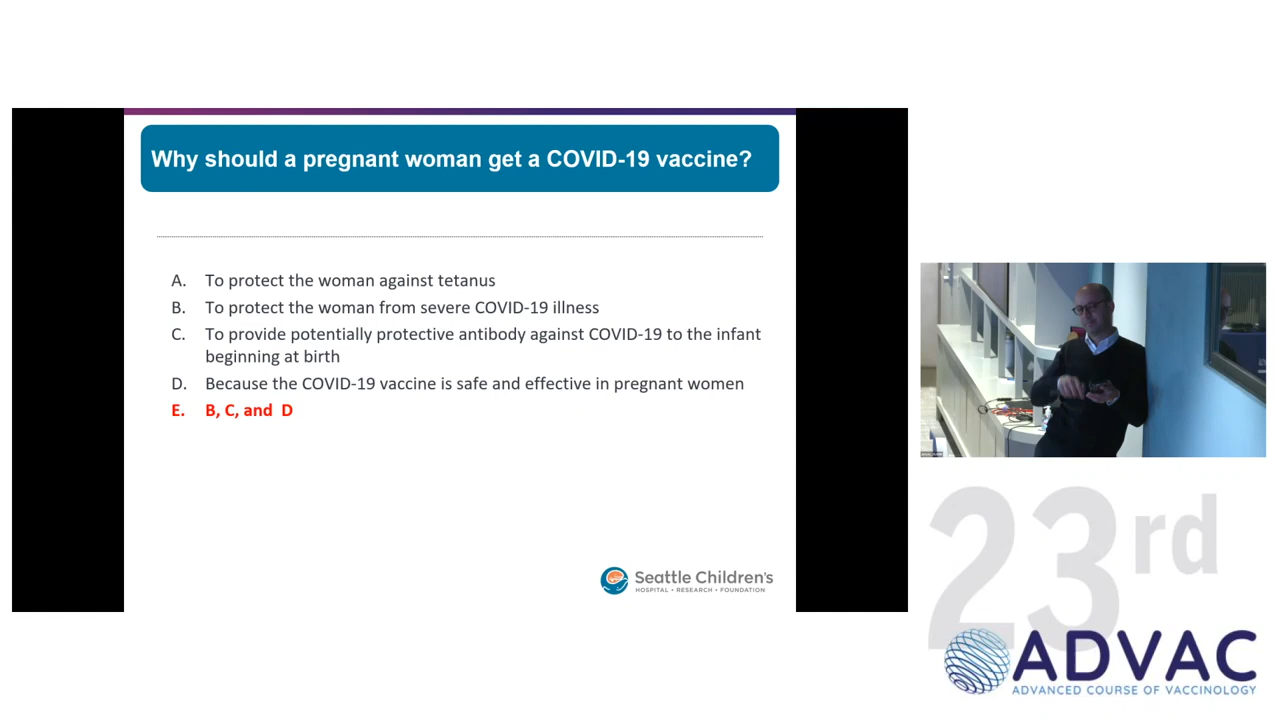 Why should a pregnant woman get a COVID-19 vaccine?
A. To protect the woman against tetanus
B. To protect the woman from severe COVID-19 illness
C. To provide potentially protective antibody against COVID-19 to the infant
beginning at birth
D. Because the COVID-19 vaccine is safe and effective in pregnant women
E. B, C, and D
Seattle Children's
HOSPITAL • RESEARCH • FOUNDATION
23rd
ADVAC
ADVANCED COURSE OF VACCINOLOGY